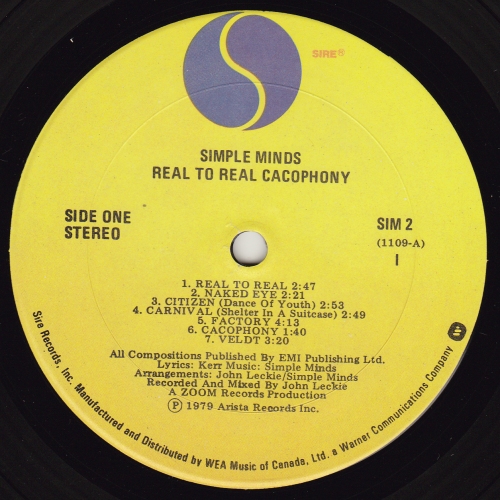 SIRE®
SIMPLE MINDS
REAL TO REAL CACOPHONY
SIDE ONE
STEREO
SIM 2
(1109-A)
I
1. REAL TO REAL 2:47
2. NAKED EYE 2:21
3. CITIZEN (Dance Of Youth) 2:53
4. CARNIVAL (Shelter In A Suitcase) 2:49
5. FACTORY 4:13
6. CACOPHONY 1:40
7. VELDT 3:20
All Compositions Published By EMI Publishing Ltd.
Lyrics: Kerr Music: Simple Minds
Arrangements: John Leckie/Simple Minds
Recorded And Mixed By John Leckie
A ZOOM Records Production
Ⓟ 1979 Arista Records Inc.
Sire Records, Inc. Manufactured and Distributed by WEA Music of Canada, Ltd. a Warner Communications Company